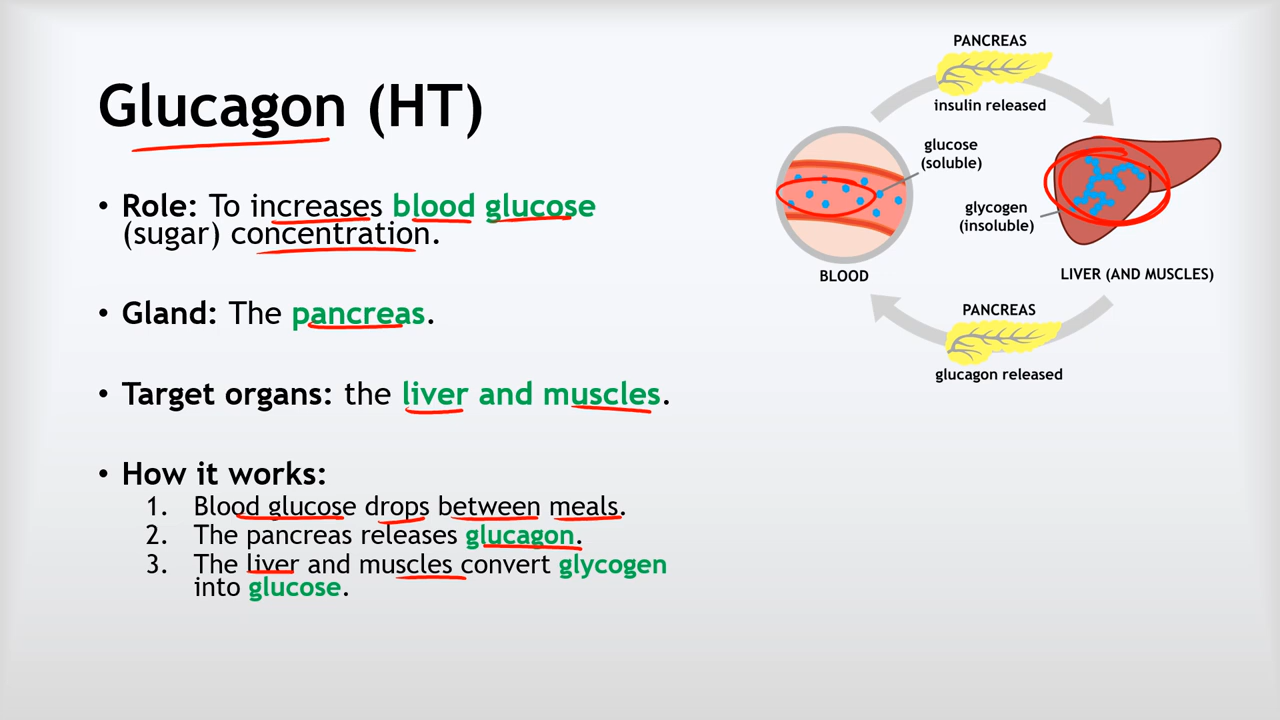 Glucagon (HT)
• Role: To increases blood glucose
(sugar) concentration.
• Gland: The pancreas.
• Target organs: the liver and muscles.
• How it works:
1. Blood glucose drops between meals.
2. The pancreas releases glucagon.
3. The liver and muscles convert glycogen
into glucose.
PANCREAS
insulin released
glucose
(soluble)
glycogen
(insoluble)
BLOOD
LIVER (AND MUSCLES)
PANCREAS
glucagon released